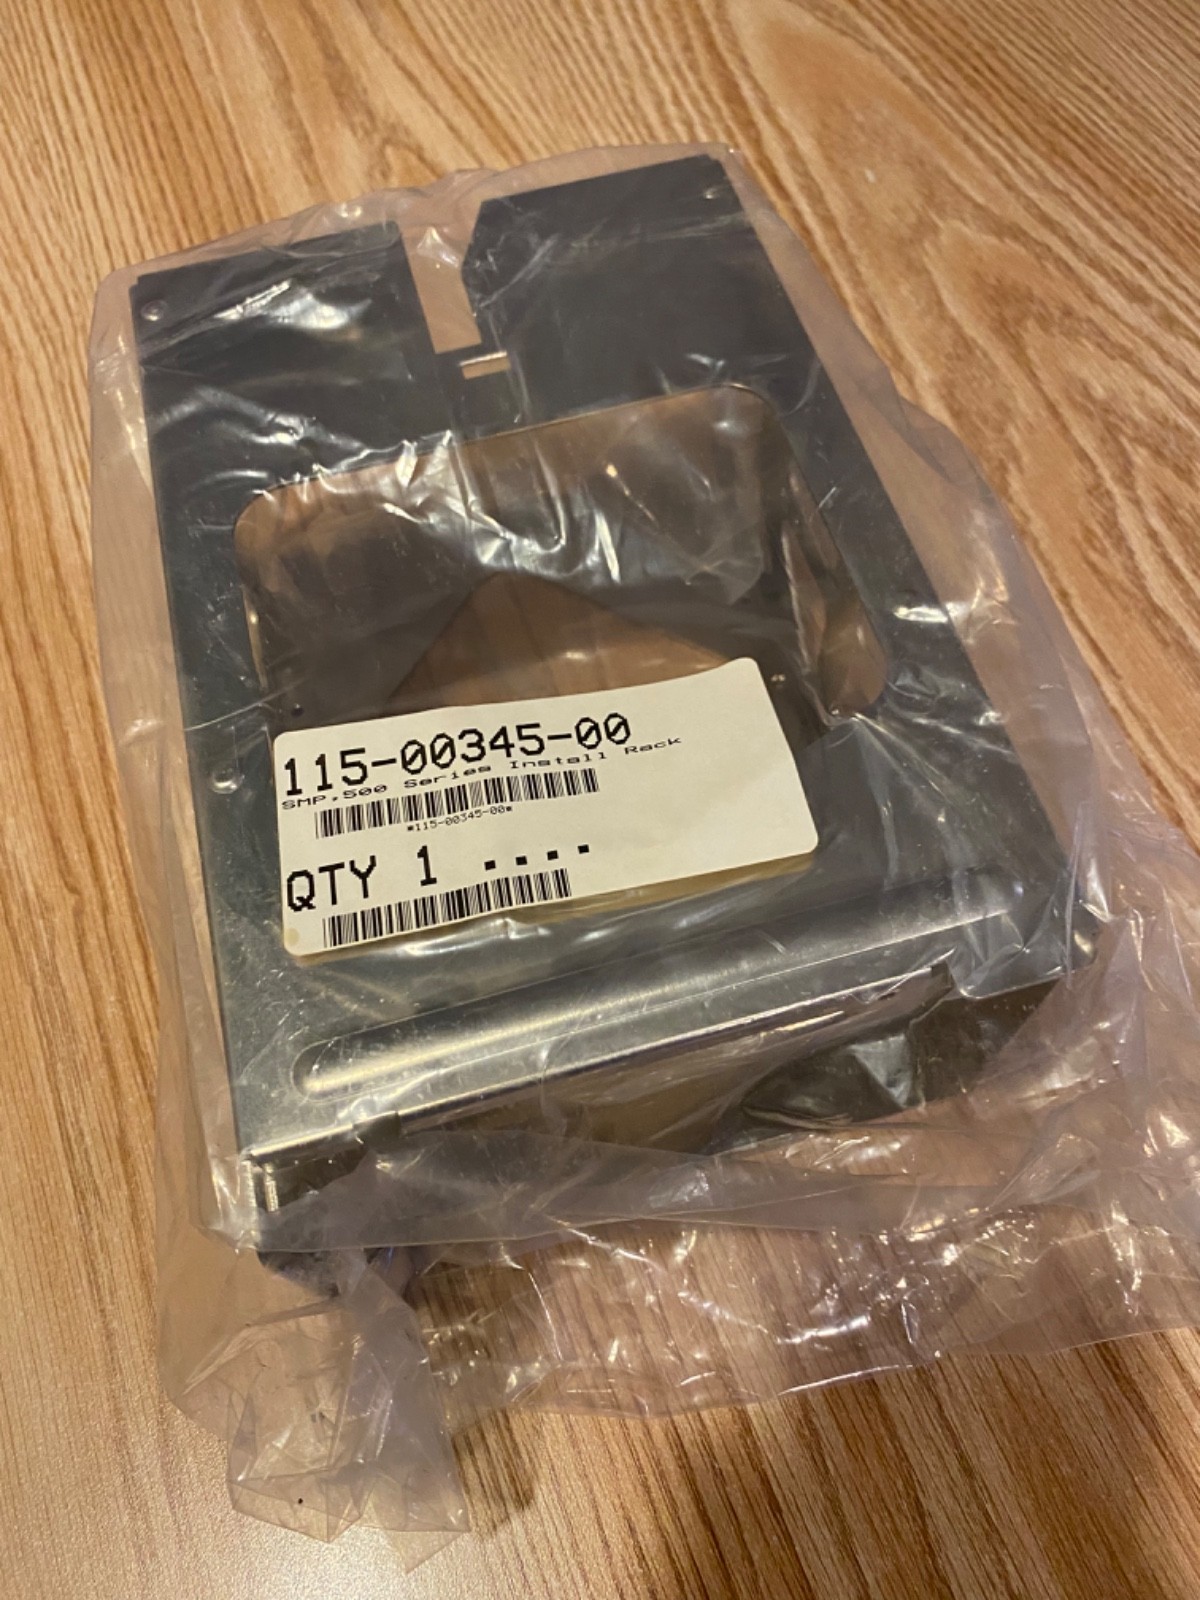 115-00345-00
SMP,500 Series Install Rack
*115-00345-00*
QTY 1 ....